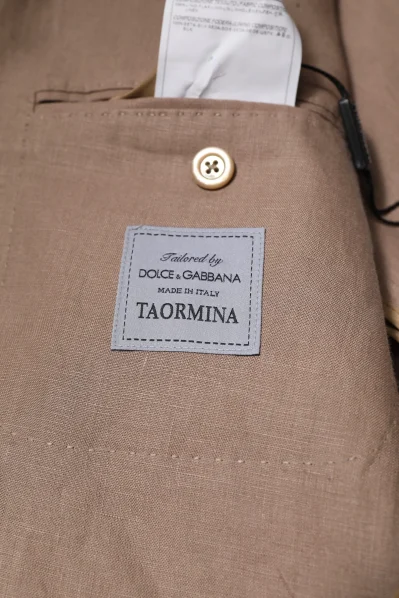 Tailored by
DOLCE & GABBANA
MADE IN ITALY
TAORMINA